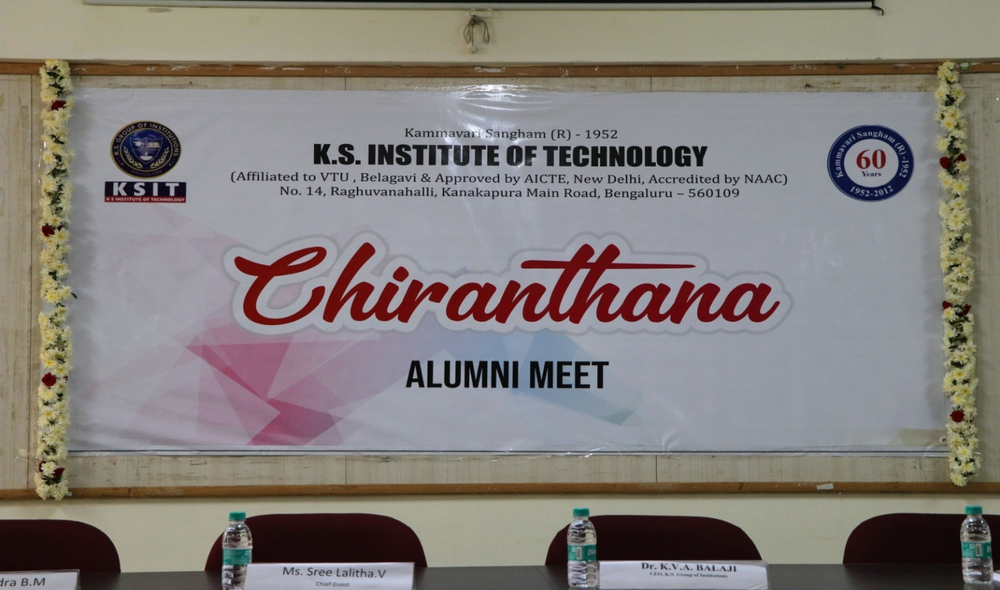 Kammavari Sangham (R) - 1952
K.S. INSTITUTE OF TECHNOLOGY
(Affiliated to VTU , Belagavi & Approved by AICTE, New Delhi, Accredited by NAAC)
No. 14, Raghuvanahalli, Kanakapura Main Road, Bengaluru – 560109
K.S GROUP OF INSTITUTIONS
KSIT
K S INSTITUTE OF TECHNOLOGY
Kammavari Sangham (R)-1952
60
Years
1952-2012
Chiranthana
ALUMNI MEET
dra B.M
Ms. Sree Lalitha.V
Chief Guest
Dr. K.V.A. BALAJI
CEO, K.S. Group of Institutions